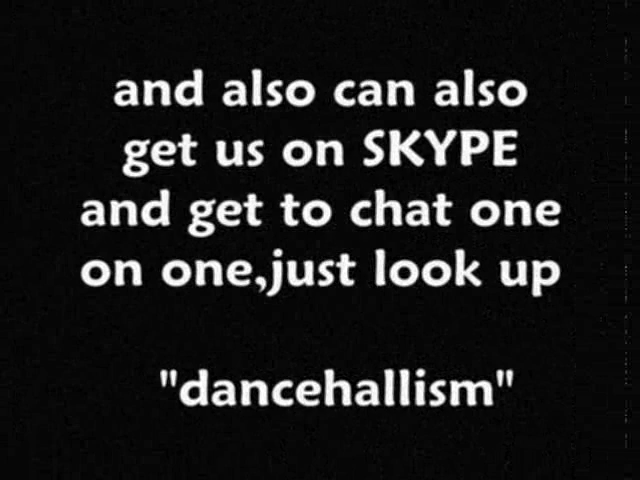 and also can also
get us on SKYPE
and get to chat one
on one,just look up
"dancehallism"